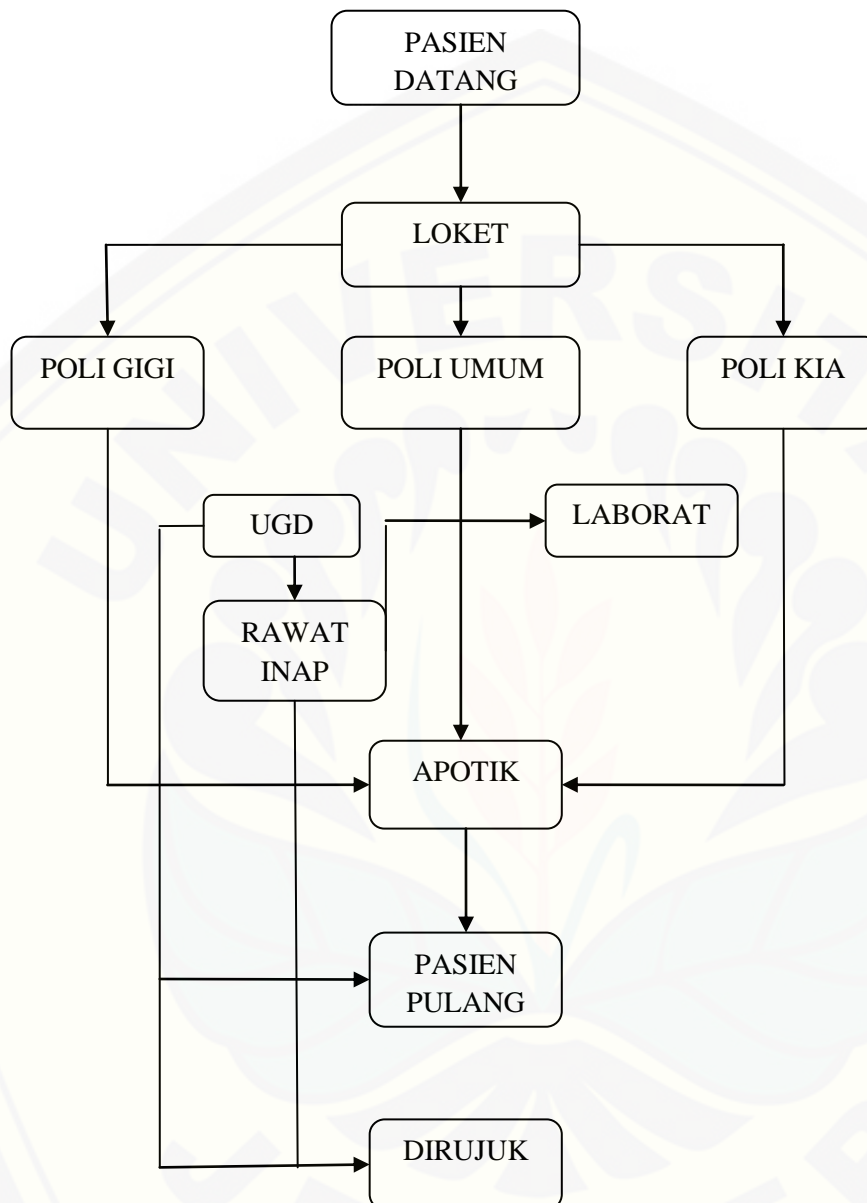 PASIEN
DATANG
LOKET
POLI GIGI
POLI UMUM
POLI KIA
UGD
LABORAT
RAWAT
INAP
APOTIK
PASIEN
PULANG
DIRUJUK